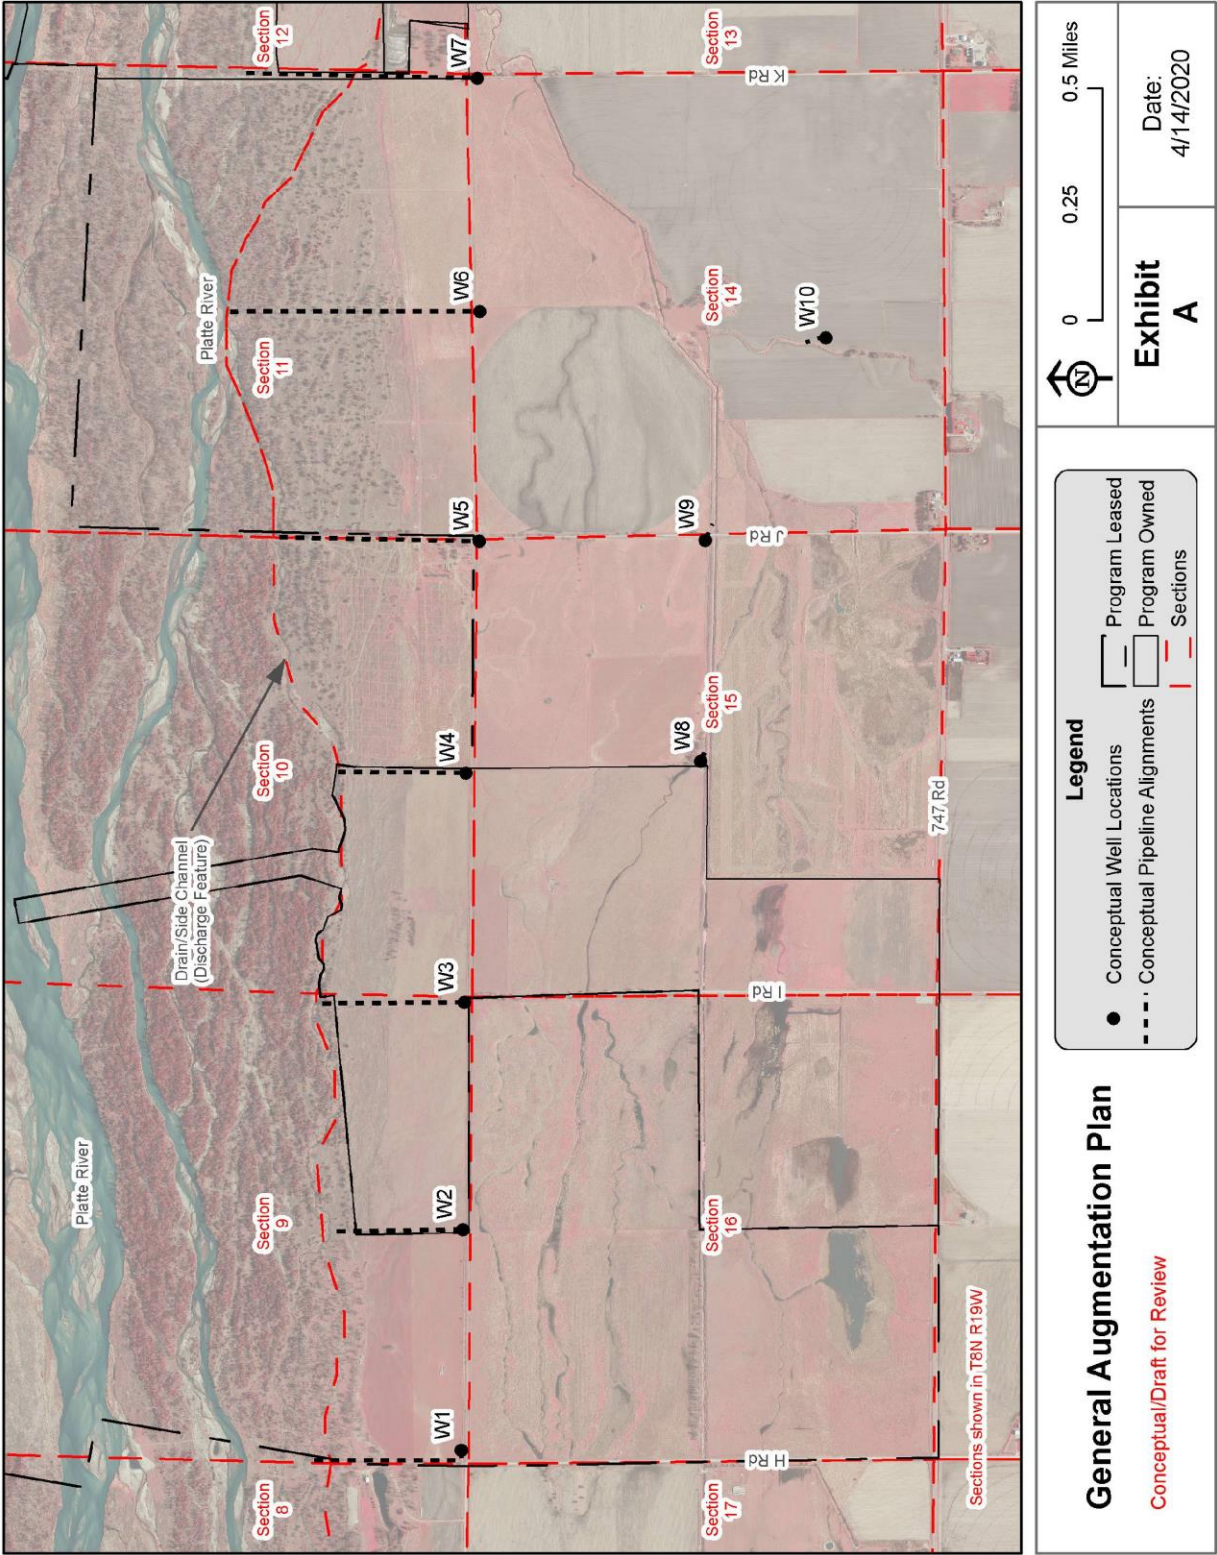 Platte River
Platte River
Drain/Side Channel
(Discharge Feature)
Section
8
Section
9
Section
10
Section
11
Section
12
W1
W2
W3
W4
W5
W6
W7
Section
17
Section
16
W8
Section
15
W9
Section
14
Section
13
W10
H Rd
I Rd
J Rd
K Rd
747 Rd
Sections shown in T8N R19W
General Augmentation Plan
Conceptual/Draft for Review
Legend
Conceptual Well Locations
Conceptual Pipeline Alignments
Program Leased
Program Owned
Sections
N
0 0.25 0.5 Miles
Exhibit
A
Date:
4/14/2020